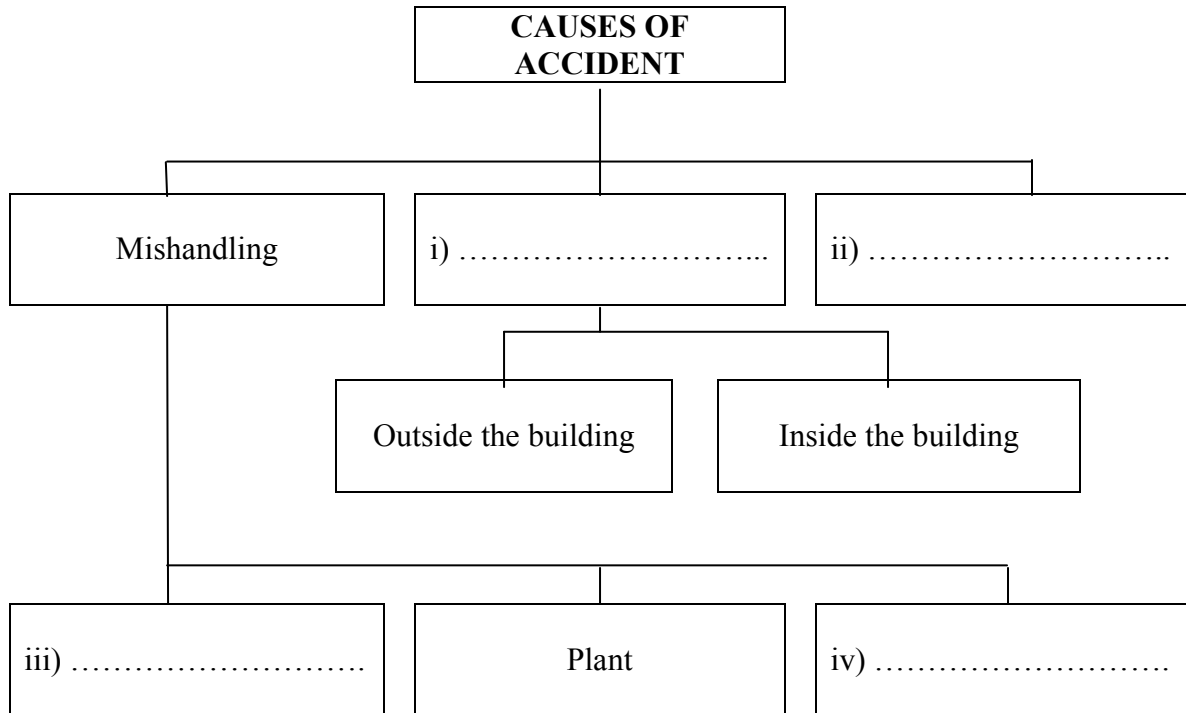 CAUSES OF
ACCIDENT
Mishandling
i) ………………………...
ii) ………………………..
Outside the building
Inside the building
iii) ……………………….
Plant
iv) ……………………….